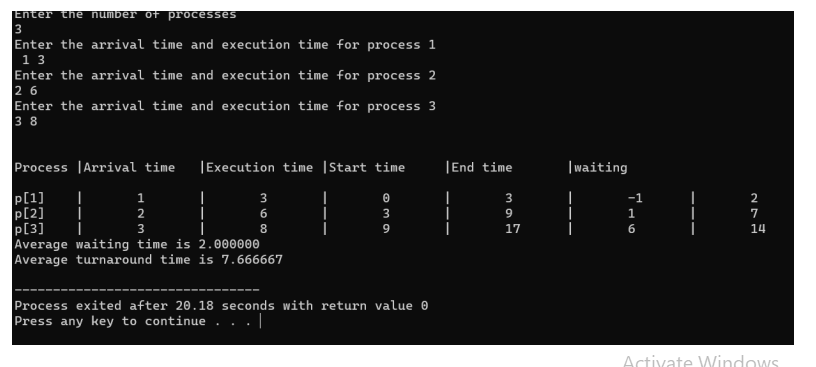 Enter the number of processes
3
Enter the arrival time and execution time for process 1
1 3
Enter the arrival time and execution time for process 2
2 6
Enter the arrival time and execution time for process 3
3 8
Process |Arrival time |Execution time |Start time |End time |waiting
p[1] | 1 | 3 | 0 | 3 | -1 | 2
p[2] | 2 | 6 | 3 | 9 | 1 | 7
p[3] | 3 | 8 | 9 | 17 | 6 | 14
Average waiting time is 2.000000
Average turnaround time is 7.666667
--------------------------------
Process exited after 20.18 seconds with return value 0
Press any key to continue . . .
Activate Windows